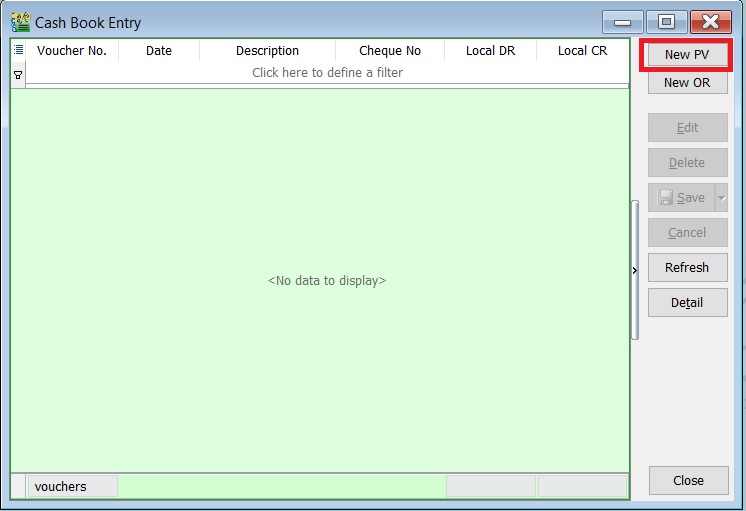 Cash Book Entry
Voucher No. Date Description Cheque No Local DR Local CR
Click here to define a filter
<No data to display>
vouchers
New PV
New OR
Edit
Delete
Save
Cancel
Refresh
Detail
Close